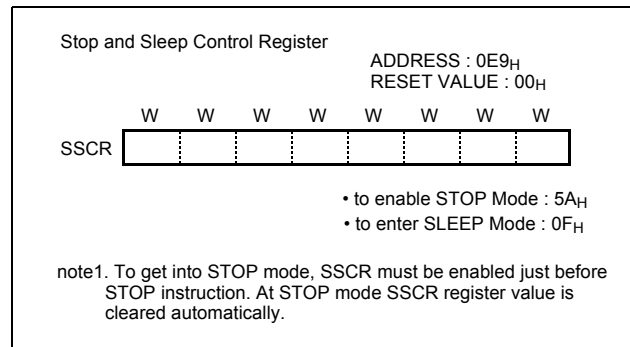 Stop and Sleep Control Register
ADDRESS : 0E9H
RESET VALUE : 00H
W W W W W W W W
SSCR
• to enable STOP Mode : 5AH
• to enter SLEEP Mode : 0FH
note1. To get into STOP mode, SSCR must be enabled just before
STOP instruction. At STOP mode SSCR register value is
cleared automatically.